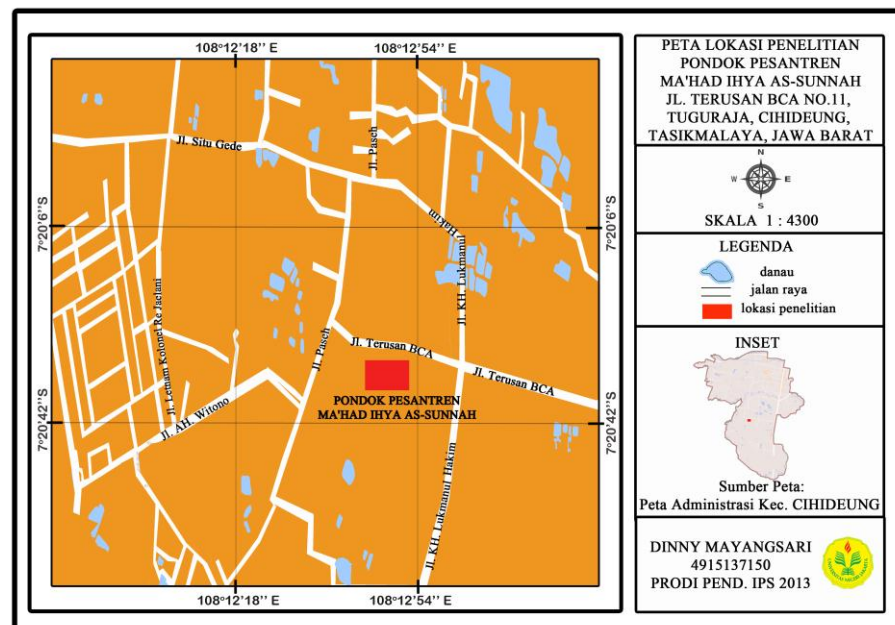 108°12'18'' E
108°12'54'' E
Jl. Situ Gede
Jl. Pasch
7°20'6''S
7°20'6''S
Jl. KH. Lukmanul Hakim
Jl. Letnam Kolonel Re Jaelani
Jl. Pasch
Jl. Terusan BCA
Jl. Terusan BCA
PONDOK PESANTREN
MA'HAD IHYA AS-SUNNAH
Jl. AH. Witono
7°20'42''S
7°20'42''S
Jl. KH. Lukmanul Hakim
108°12'18'' E
108°12'54'' E
PETA LOKASI PENELITIAN
PONDOK PESANTREN
MA'HAD IHYA AS-SUNNAH
JL. TERUSAN BCA NO.11,
TUGURAJA, CIHIDEUNG,
TASIKMALAYA, JAWA BARAT
N
W E
S
SKALA 1 : 4300
LEGENDA
danau
jalan raya
lokasi penelitian
INSET
Sumber Peta:
Peta Administrasi Kec. CIHIDEUNG
DINNY MAYANGSARI
4915137150
PRODI PEND. IPS 2013